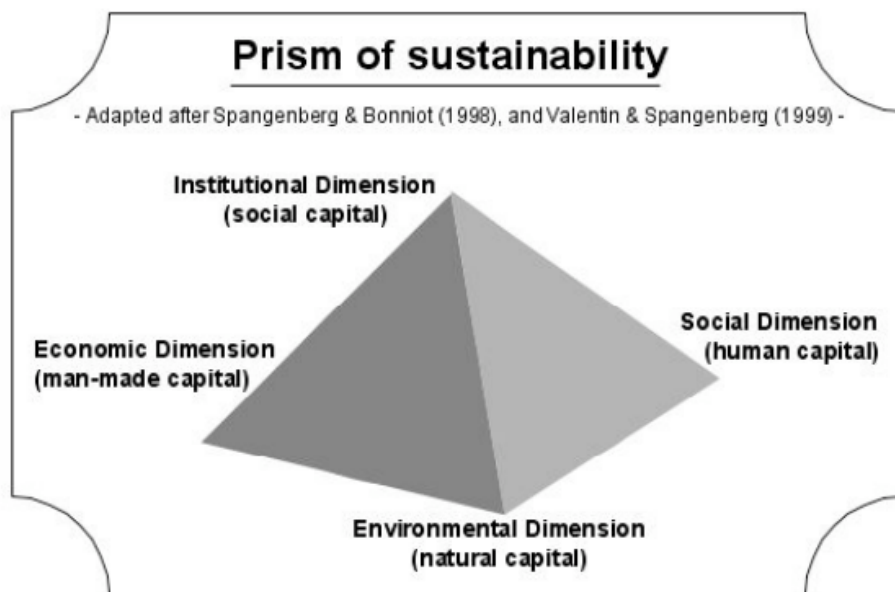 Prism of sustainability
- Adapted after Spangenberg & Bonniot (1998), and Valentin & Spangenberg (1999) -
Institutional Dimension
(social capital)
Social Dimension
(human capital)
Economic Dimension
(man-made capital)
Environmental Dimension
(natural capital)